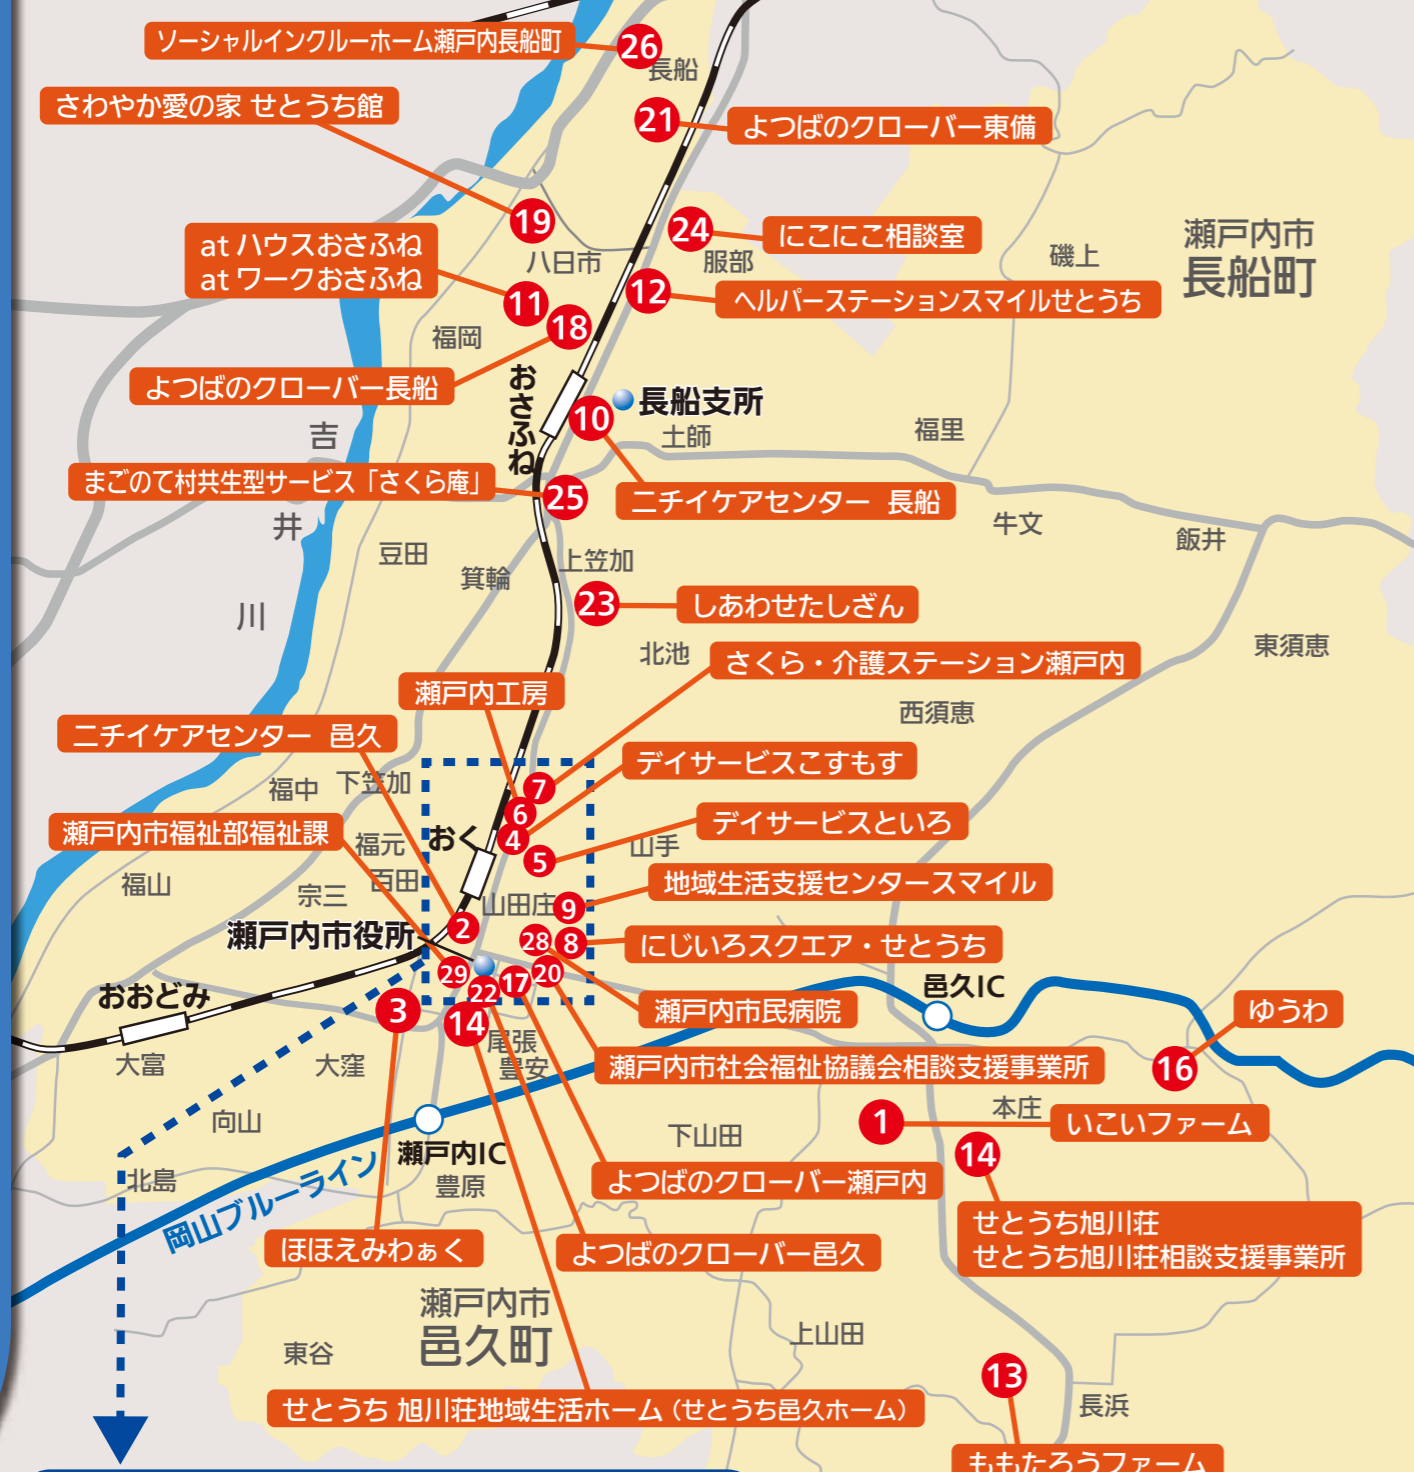 ソーシャルインクルーホーム瀬戸内長船町
26
長船
さわやか愛の家 せとうち館
21
よつばのクローバー東備
19
24
にこにこ相談室
at ハウスおさふね
at ワークおさふね
八日市
服部
磯上
瀬戸内市
長船町
11
12
ヘルパーステーションスマイルせとうち
18
福岡
よつばのクローバー長船
おさふね
長船支所
10
土師
福里
吉
井
川
まごのて村共生型サービス「さくら庵」
25
ニチイケアセンター 長船
牛文
飯井
豆田
箕輪
上笠加
23
しあわせたしざん
北池
東須恵
さくら・介護ステーション瀬戸内
瀬戸内工房
西須恵
ニチイケアセンター 邑久
デイサービスこすもす
福中
下笠加
7
6
デイサービスといろ
瀬戸内市福祉部福祉課
福元
おく
4
5
山手
福山
宗三
百田
山田庄
9
地域生活支援センタースマイル
瀬戸内市役所
2
28
8
にじいろスクエア・せとうち
29
22
17
20
おおどみ
3
14
瀬戸内市民病院
邑久IC
ゆうわ
大富
大窪
尾張
豊安
瀬戸内市社会福祉協議会相談支援事業所
16
向山
下山田
1
本庄
いこいファーム
瀬戸内IC
14
北島
豊原
よつばのクローバー瀬戸内
岡山ブルーライン
せとうち旭川荘
せとうち旭川荘相談支援事業所
ほほえみわぁく
よつばのクローバー邑久
瀬戸内市
邑久町
東谷
上山田
13
長浜
せとうち 旭川荘地域生活ホーム（せとうち邑久ホーム）
ももたろうファーム